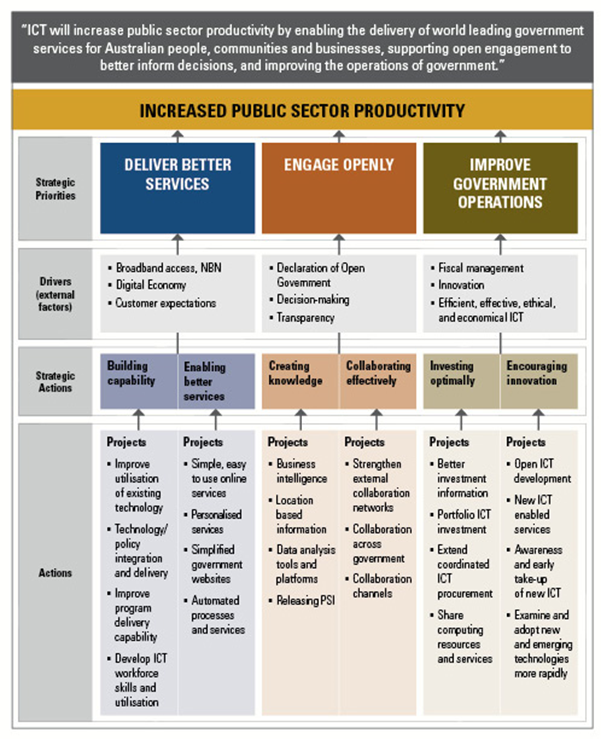 “ICT will increase public sector productivity by enabling the delivery of world leading government
services for Australian people, communities and businesses, supporting open engagement to
better inform decisions, and improving the operations of government.”
INCREASED PUBLIC SECTOR PRODUCTIVITY
Strategic
Priorities
DELIVER BETTER
SERVICES
ENGAGE OPENLY
IMPROVE
GOVERNMENT
OPERATIONS
Drivers
(external
factors)
▪ Broadband access, NBN
▪ Digital Economy
▪ Customer expectations
▪ Declaration of Open
Government
▪ Decision-making
▪ Transparency
▪ Fiscal management
▪ Innovation
▪ Efficient, effective, ethical,
and economical ICT
Strategic
Actions
Building
capability
Enabling
better
services
Creating
knowledge
Collaborating
effectively
Investing
optimally
Encouraging
innovation
Actions
Projects
▪ Improve
utilisation
of existing
technology
▪ Technology/
policy
integration
and delivery
▪ Improve
program
delivery
capability
▪ Develop ICT
workforce
skills and
utilisation
Projects
▪ Simple, easy
to use online
services
▪ Personalised
services
▪ Simplified
government
websites
▪ Automated
processes
and services
Projects
▪ Business
intelligence
▪ Location
based
information
▪ Data analysis
tools and
platforms
▪ Releasing PSI
Projects
▪ Strengthen
external
collaboration
networks
▪ Collaboration
across
government
▪ Collaboration
channels
Projects
▪ Better
investment
information
▪ Portfolio ICT
investment
▪ Extend
coordinated
ICT
procurement
▪ Share
computing
resources
and services
Projects
▪ Open ICT
development
▪ New ICT
enabled
services
▪ Awareness
and early
take-up
of new ICT
▪ Examine and
adopt new
and emerging
technologies
more rapidly